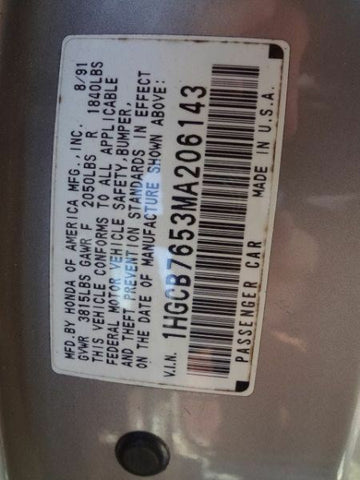 MFD.BY HONDA OF AMERICA MFG.,INC. 8/91
GVWR 3815LBS GAWR F 2050LBS R 1840LBS
THIS VEHICLE CONFORMS TO ALL APPLICABLE
FEDERAL MOTOR VEHICLE SAFETY,BUMPER,
AND THEFT PREVENTION STANDARDS IN EFFECT
ON THE DATE OF MANUFACTURE SHOWN ABOVE.
V.I.N. 1HGCB7653MA206143
PASSENGER CAR MADE IN U.S.A.